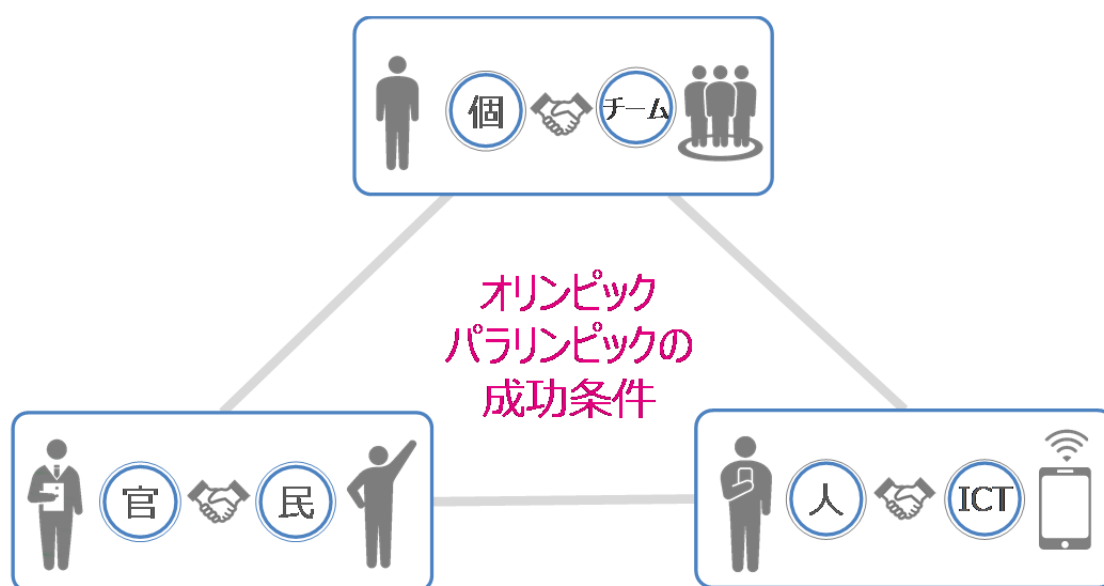 個 チーム
オリンピック
パラリンピックの
成功条件
官 民
人 ICT